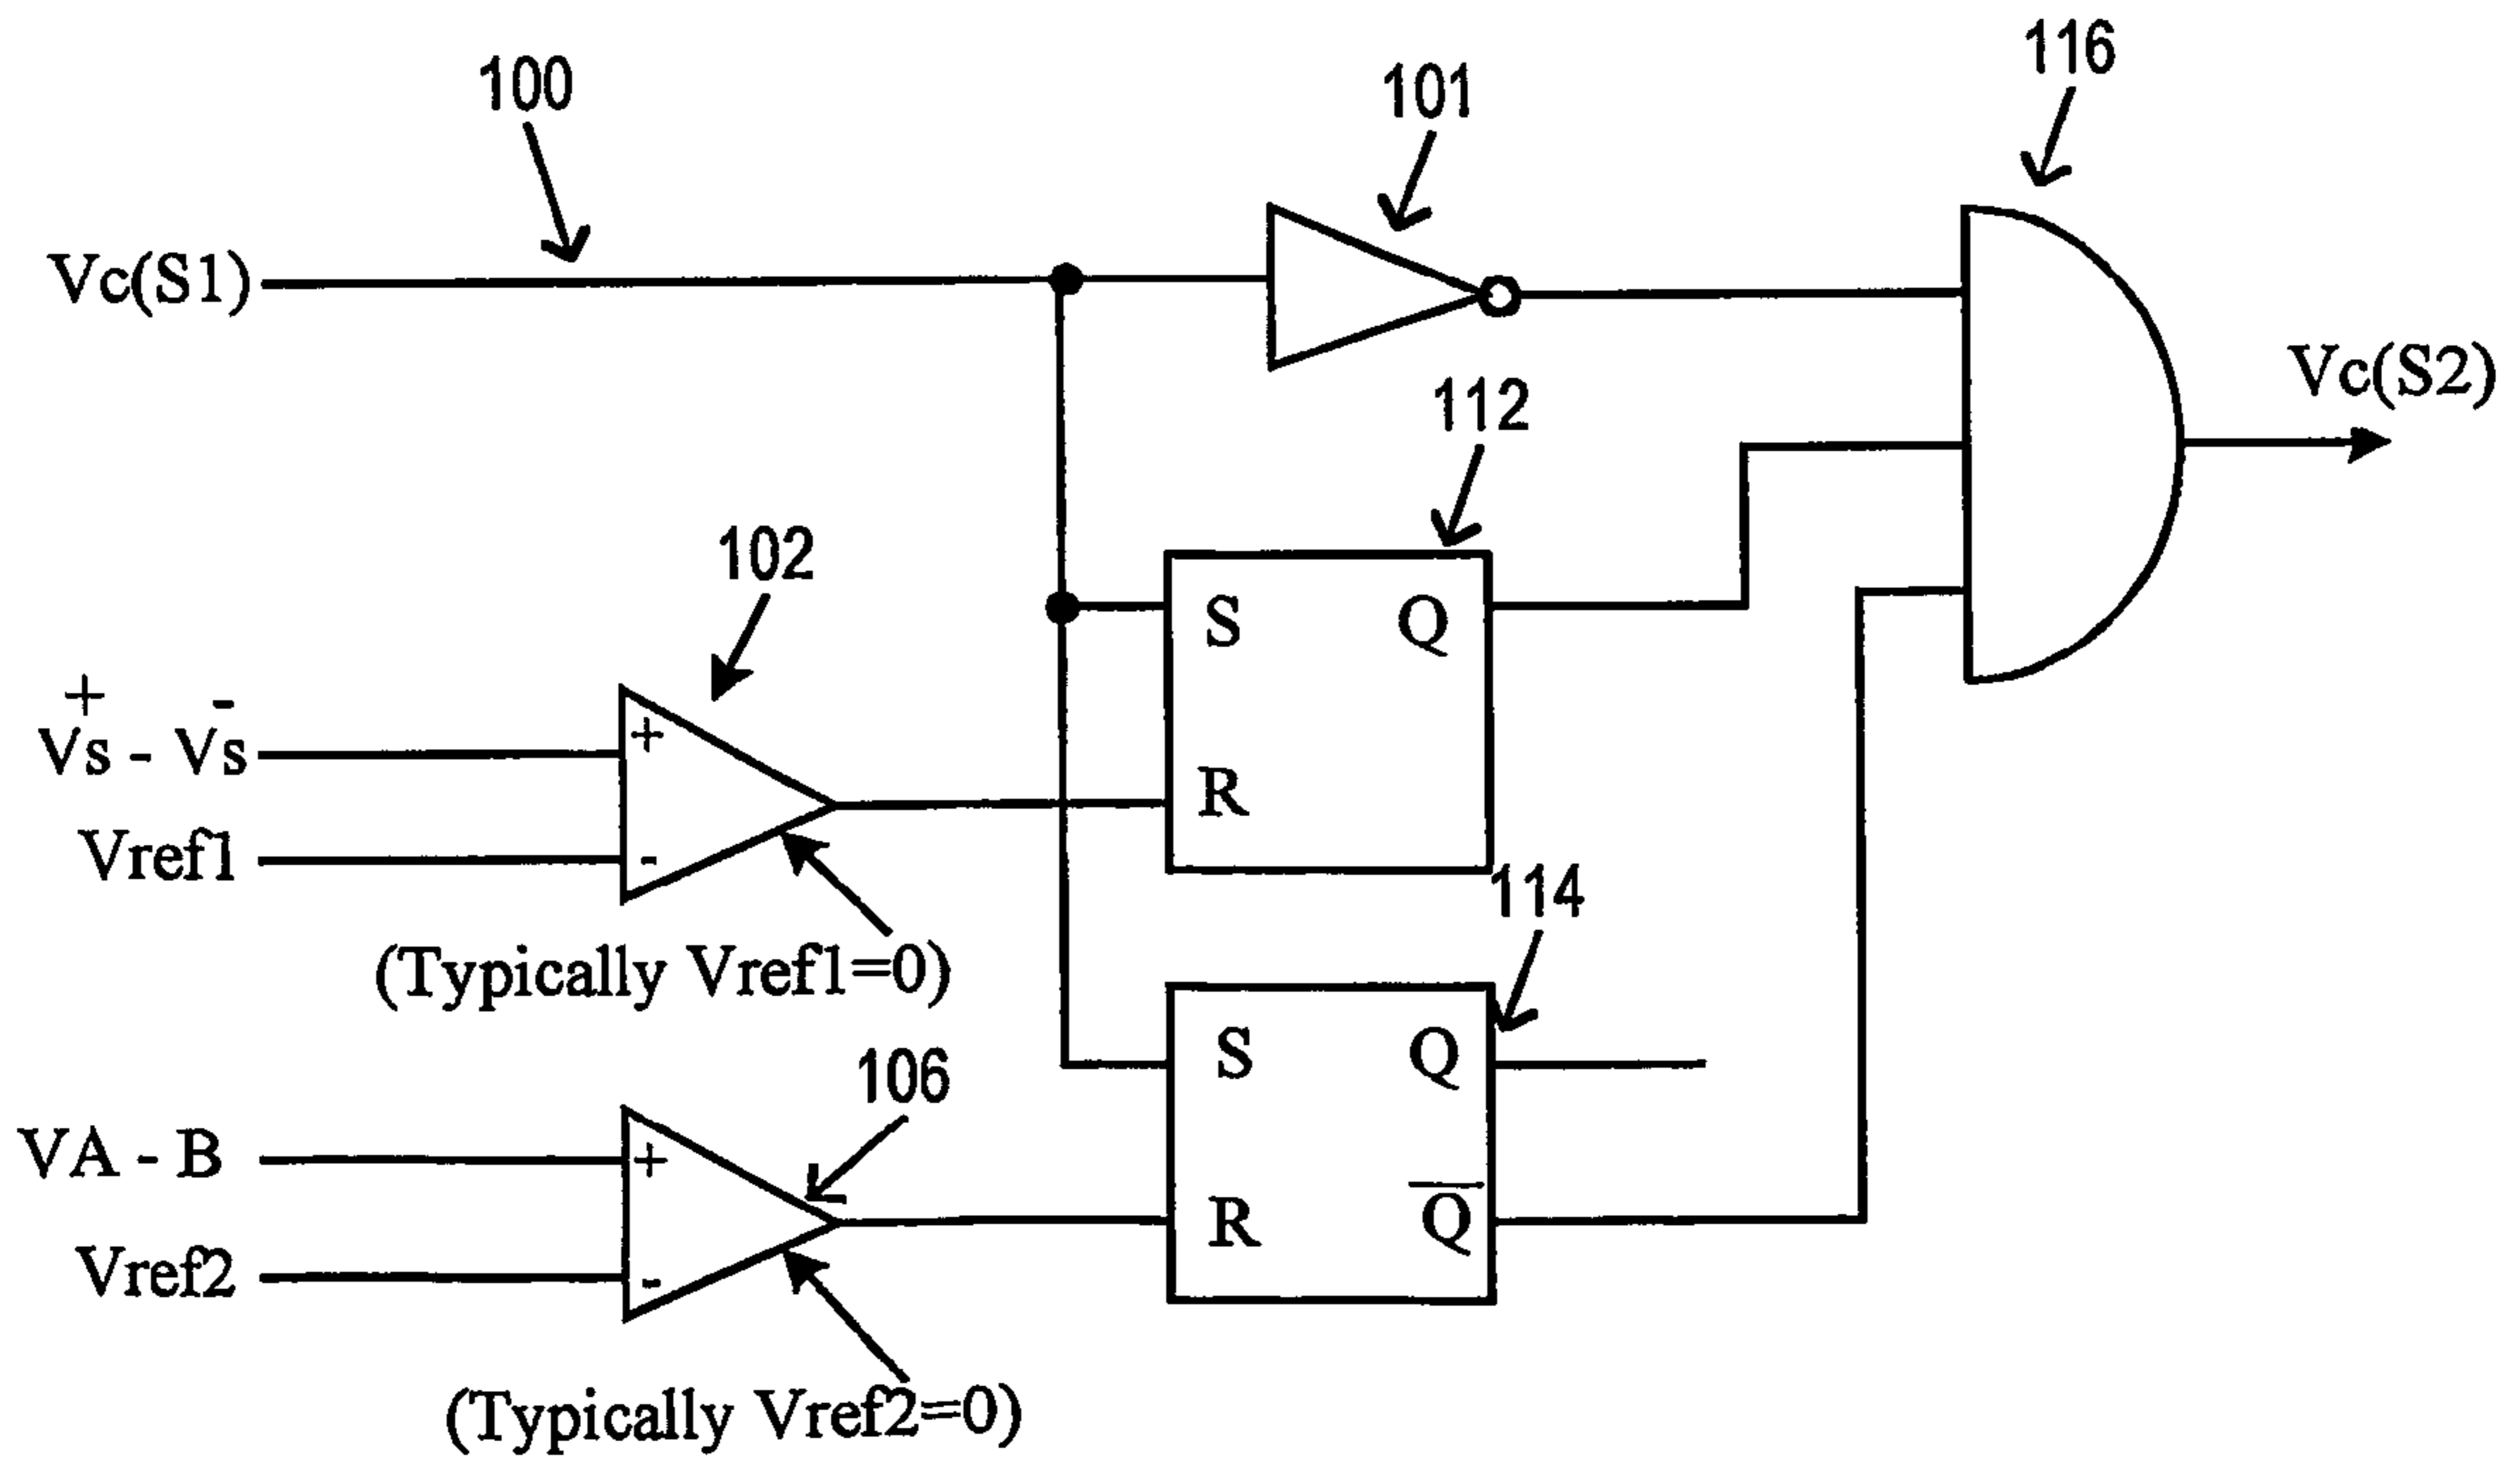 116
100
101
Vc(S1)
Vc(S2)
112
102
S Q
+ -
Vs - Vs
+
R
Vref1
-
114
(Typically Vref1=0)
S Q
106
VA - B
+
R Q
Vref2
-
(Typically Vref2=0)